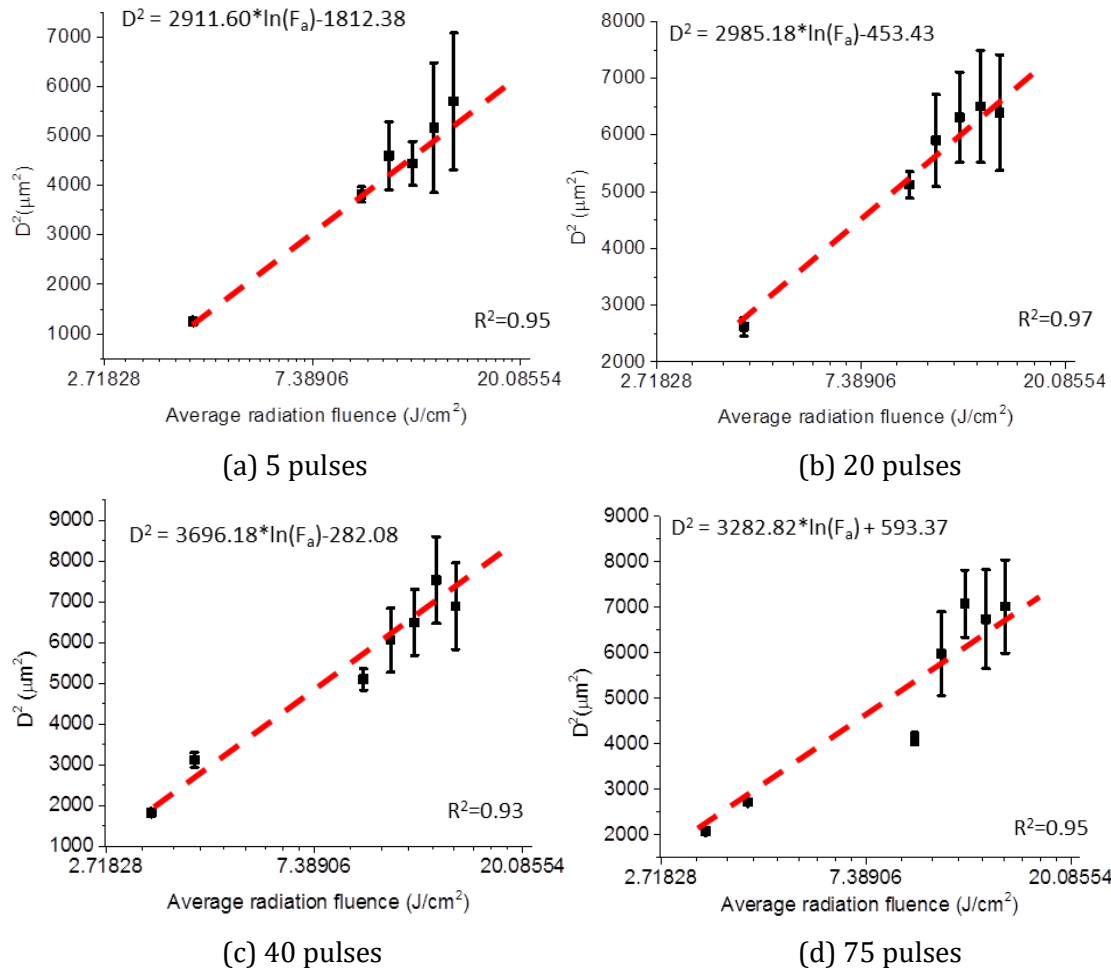 D² = 2911.60*ln(Fₐ)-1812.38
7000
6000
5000
4000
3000
2000
1000
D²(μm²)
R²=0.95
2.71828
7.38906
20.08554
Average radiation fluence (J/cm²)
(a) 5 pulses
D² = 2985.18*ln(Fₐ)-453.43
8000
7000
6000
5000
4000
3000
2000
D² (μm²)
R²=0.97
2.71828
7.38906
20.08554
Average radiation fluence (J/cm²)
(b) 20 pulses
D² = 3696.18*ln(Fₐ)-282.08
9000
8000
7000
6000
5000
4000
3000
2000
1000
D² (μm²)
R²=0.93
2.71828
7.38906
20.08554
Average radiation fluence (J/cm²)
(c) 40 pulses
D² = 3282.82*ln(Fₐ) + 593.37
9000
8000
7000
6000
5000
4000
3000
2000
D²(μm²)
R²=0.95
2.71828
7.38906
20.08554
Average radiation fluence (J/cm²)
(d) 75 pulses